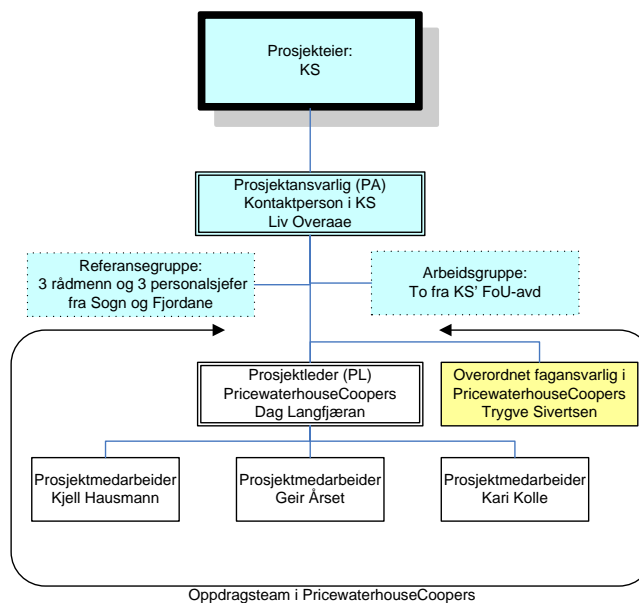 Prosjekteier:
KS
Prosjektansvarlig (PA)
Kontaktperson i KS
Liv Overaae
Referansegruppe:
3 rådmenn og 3 personalsjefer
fra Sogn og Fjordane
Arbeidsgruppe:
To fra KS' FoU-avd
Prosjektleder (PL)
PricewaterhouseCoopers
Dag Langfjæran
Overordnet fagansvarlig i
PricewaterhouseCoopers
Trygve Sivertsen
Prosjektmedarbeider
Kjell Hausmann
Prosjektmedarbeider
Geir Årset
Prosjektmedarbeider
Kari Kolle
Oppdragsteam i PricewaterhouseCoopers